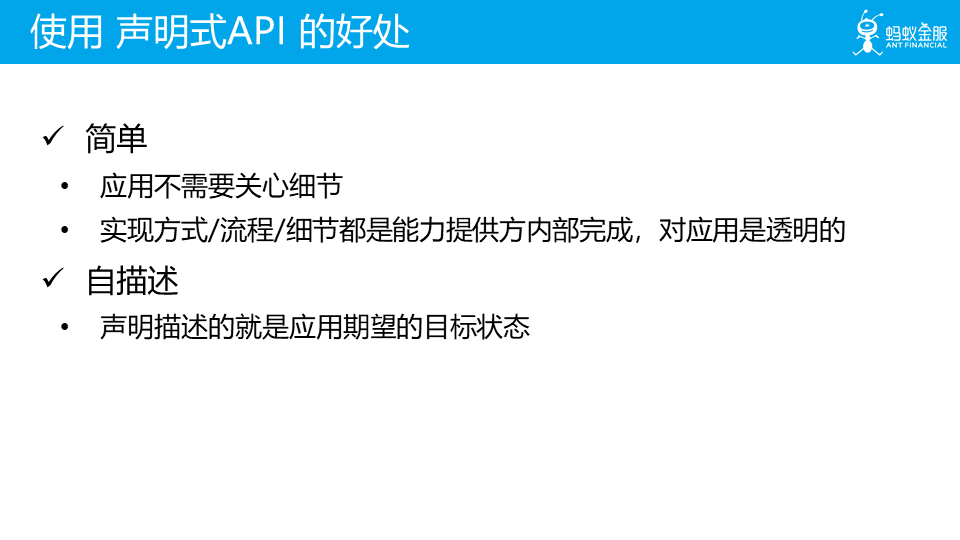 使用 声明式API 的好处
蚂蚁金服
ANT FINANCIAL
✓ 简单
• 应用不需要关心细节
• 实现方式/流程/细节都是能力提供方内部完成，对应用是透明的
✓ 自描述
• 声明描述的就是应用期望的目标状态